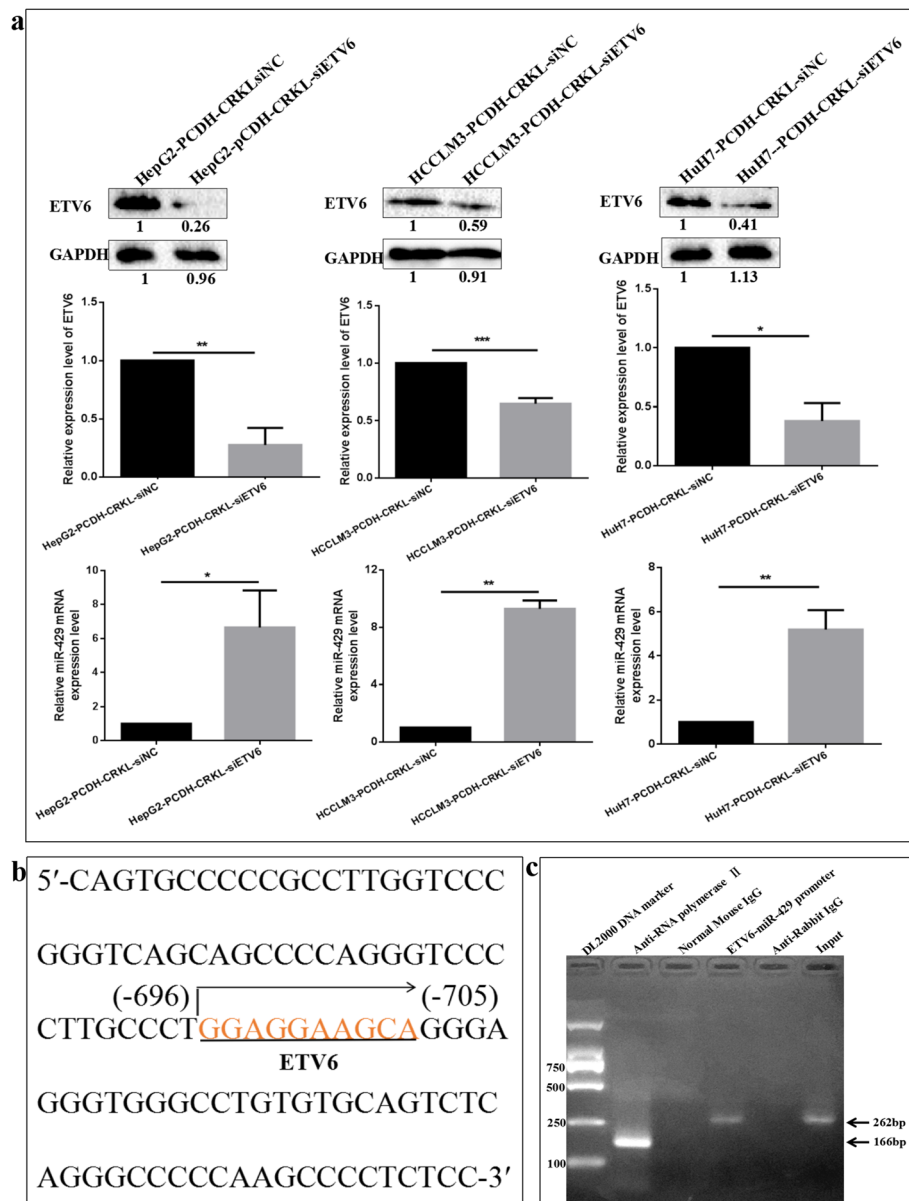 a
HepG2-PCDH-CRKLsiNC
HepG2-pCDH-CRKL-siETV6
ETV6
1 0.26
GAPDH
1 0.96
HCCLM3-PCDH-CRKL-siNC
HCCLM3-PCDH-CRKL-siETV6
ETV6
1 0.59
GAPDH
1 0.91
HuH7-PCDH-CRKL-siNC
HuH7--PCDH-CRKL-siETV6
ETV6
1 0.41
GAPDH
1 1.13
Relative expression level of ETV6
1.5
1.0
0.5
0.0
**
HepG2-PCDH-CRKL-siNC
HepG2-PCDH-CRKL-siETV6
Relative expression level of ETV6
1.5
1.0
0.5
0.0
***
HCCLM3-PCDH-CRKL-siNC
HCCLM3-PCDH-CRKL-siETV6
Relative expression level of ETV6
1.5
1.0
0.5
0.0
*
HuH7-PCDH-CRKL-siNC
HuH7-PCDH-CRKL-siETV6
Relative miR-429 mRNA
expression level
10
8
6
4
2
0
*
HepG2-PCDH-CRKL-siNC
HepG2-PCDH-CRKL-siETV6
Relative miR-429 mRNA
expression level
12
8
4
0
**
HCCLM3-PCDH-CRKL-siNC
HCCLM3-PCDH-CRKL-siETV6
Relative miR-429 mRNA
expression level
8
6
4
2
0
**
HuH7-PCDH-CRKL-siNC
HuH7-PCDH-CRKL-siETV6
b
5′-CAGTGCCCCCGCCTTGGTCCC
GGGTCAGCAGCCCCAGGGTCCC
(-696) (-705)
CTTGCCCTGGAGGAAGCAGGGA
ETV6
GGGTGGGCCTGTGTGCAGTCTC
AGGGCCCCCAAGCCCCTCTCC-3′
c
DL2000 DNA marker
Anti-RNA polymerase Ⅱ
Normal Mouse IgG
ETV6-miR-429 promoter
Anti-Rabbit IgG
Input
750
500
250
100
262bp
166bp